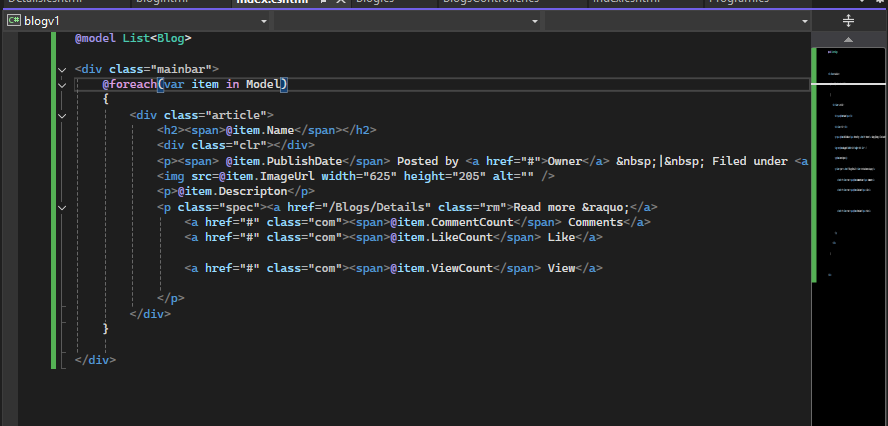 Index.cshtml
C# blogv1
@model List<Blog>
<div class="mainbar">
@foreach(var item in Model)
{
<div class="article">
<h2><span>@item.Name</span></h2>
<div class="clr"></div>
<p><span> @item.PublishDate</span> Posted by <a href="#">Owner</a> &nbsp;|&nbsp; Filed under <a
<img src=@item.ImageUrl width="625" height="205" alt="" />
<p>@item.Descripton</p>
<p class="spec"><a href="/Blogs/Details" class="rm">Read more &raquo;</a>
<a href="#" class="com"><span>@item.CommentCount</span> Comments</a>
<a href="#" class="com"><span>@item.LikeCount</span> Like</a>
<a href="#" class="com"><span>@item.ViewCount</span> View</a>
</p>
</div>
}
</div>